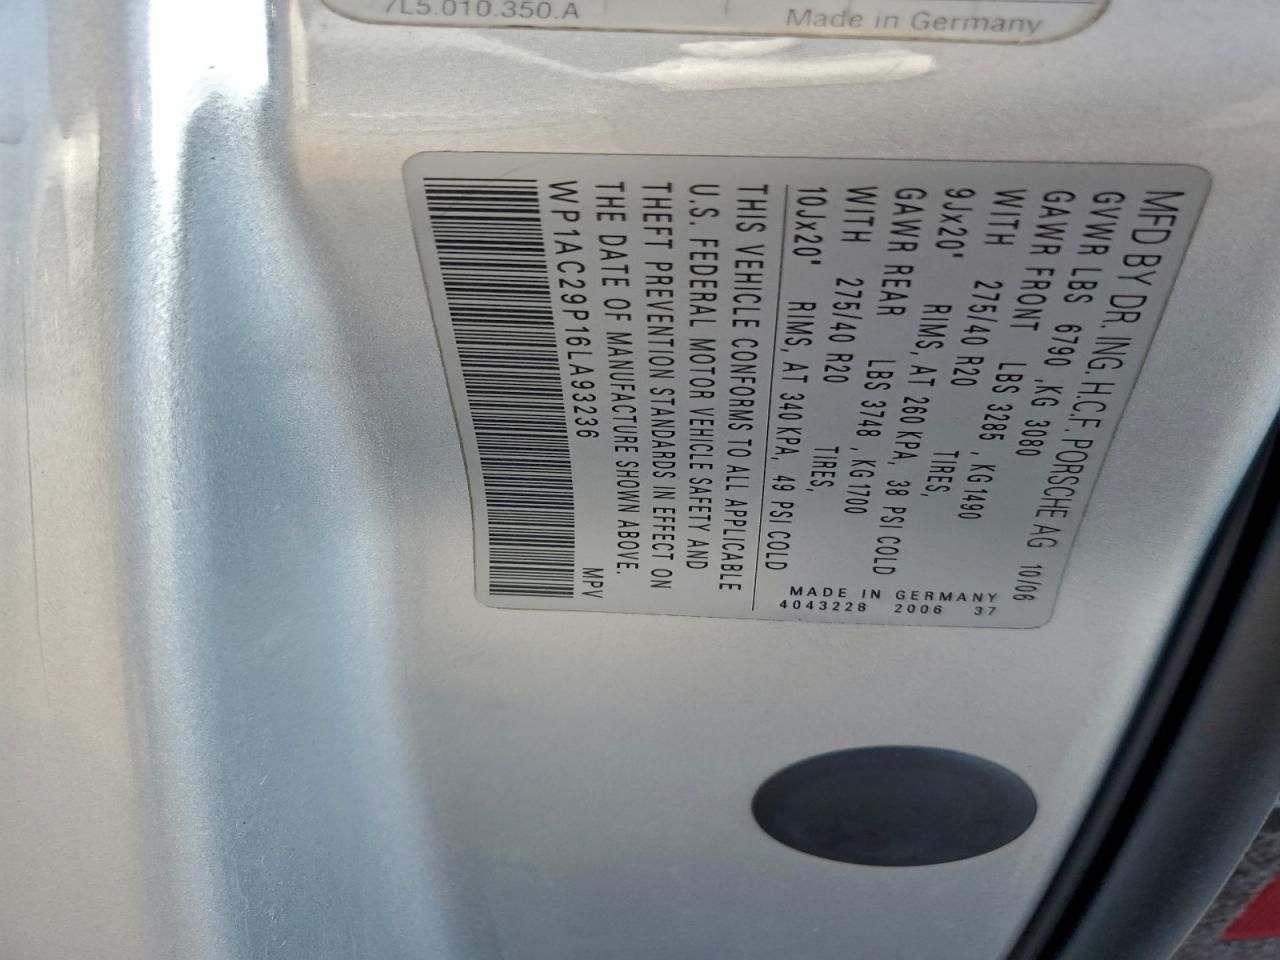 7L5.010.350.A
Made in Germany
MFD BY DR. ING. H.C.F. PORSCHE AG 10/06
GVWR LBS 6790 ,KG 3080
GAWR FRONT LBS 3285 , KG 1490
WITH 275/40 R20 TIRES,
9Jx20" RIMS, AT 260 KPA, 38 PSI COLD
GAWR REAR LBS 3748 , KG 1700
WITH 275/40 R20 TIRES,
10Jx20" RIMS, AT 340 KPA, 49 PSI COLD
MADE IN GERMANY
4043228 2006 37
THIS VEHICLE CONFORMS TO ALL APPLICABLE
U.S. FEDERAL MOTOR VEHICLE SAFETY AND
THEFT PREVENTION STANDARDS IN EFFECT ON
THE DATE OF MANUFACTURE SHOWN ABOVE.
WP1AC29P16LA93236 MPV